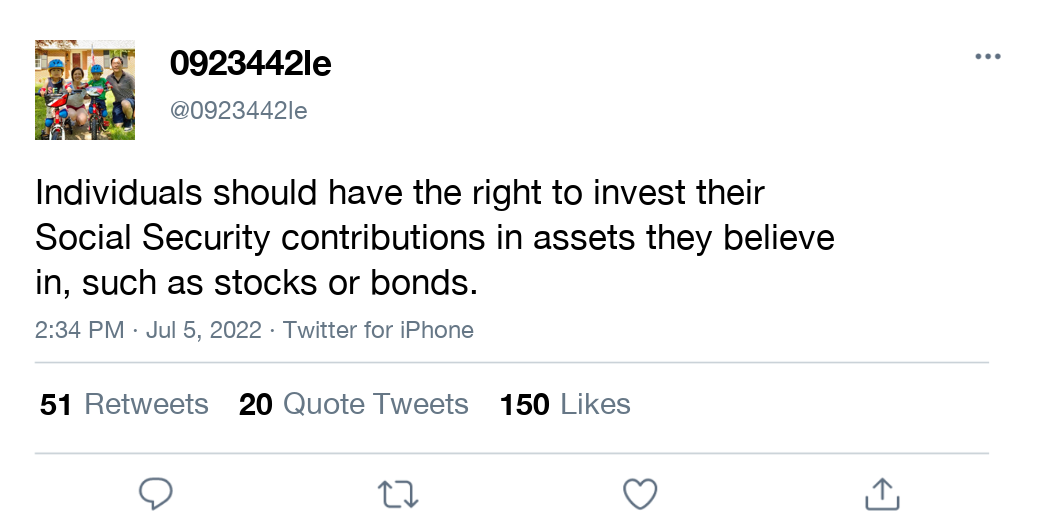 0923442le
@0923442le
Individuals should have the right to invest their
Social Security contributions in assets they believe
in, such as stocks or bonds.
2:34 PM · Jul 5, 2022 · Twitter for iPhone
51 Retweets 20 Quote Tweets 150 Likes